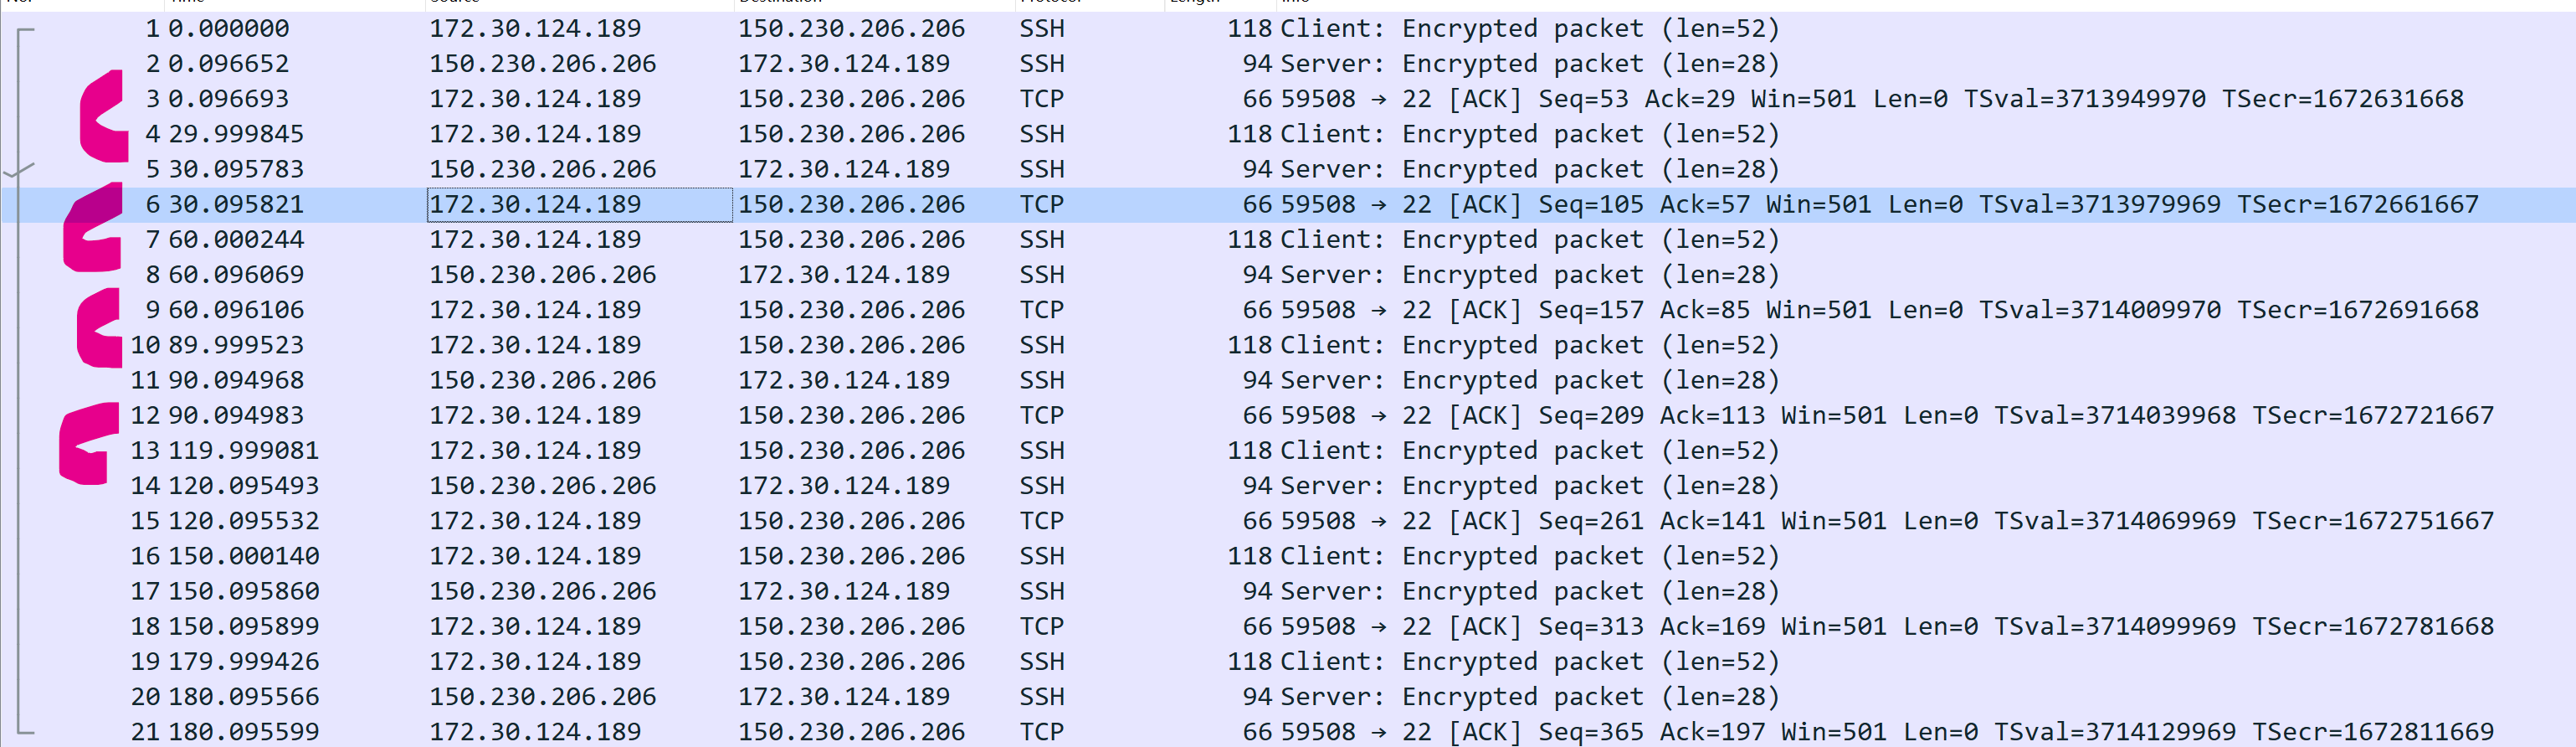 No. Time Source Destination Protocol Length Info
1 0.000000 172.30.124.189 150.230.206.206 SSH 118 Client: Encrypted packet (len=52)
2 0.096652 150.230.206.206 172.30.124.189 SSH 94 Server: Encrypted packet (len=28)
3 0.096693 172.30.124.189 150.230.206.206 TCP 66 59508 → 22 [ACK] Seq=53 Ack=29 Win=501 Len=0 TSval=3713949970 TSecr=1672631668
4 29.999845 172.30.124.189 150.230.206.206 SSH 118 Client: Encrypted packet (len=52)
5 30.095783 150.230.206.206 172.30.124.189 SSH 94 Server: Encrypted packet (len=28)
6 30.095821 172.30.124.189 150.230.206.206 TCP 66 59508 → 22 [ACK] Seq=105 Ack=57 Win=501 Len=0 TSval=3713979969 TSecr=1672661667
7 60.000244 172.30.124.189 150.230.206.206 SSH 118 Client: Encrypted packet (len=52)
8 60.096069 150.230.206.206 172.30.124.189 SSH 94 Server: Encrypted packet (len=28)
9 60.096106 172.30.124.189 150.230.206.206 TCP 66 59508 → 22 [ACK] Seq=157 Ack=85 Win=501 Len=0 TSval=3714009970 TSecr=1672691668
10 89.999523 172.30.124.189 150.230.206.206 SSH 118 Client: Encrypted packet (len=52)
11 90.094968 150.230.206.206 172.30.124.189 SSH 94 Server: Encrypted packet (len=28)
12 90.094983 172.30.124.189 150.230.206.206 TCP 66 59508 → 22 [ACK] Seq=209 Ack=113 Win=501 Len=0 TSval=3714039968 TSecr=1672721667
13 119.999081 172.30.124.189 150.230.206.206 SSH 118 Client: Encrypted packet (len=52)
14 120.095493 150.230.206.206 172.30.124.189 SSH 94 Server: Encrypted packet (len=28)
15 120.095532 172.30.124.189 150.230.206.206 TCP 66 59508 → 22 [ACK] Seq=261 Ack=141 Win=501 Len=0 TSval=3714069969 TSecr=1672751667
16 150.000140 172.30.124.189 150.230.206.206 SSH 118 Client: Encrypted packet (len=52)
17 150.095860 150.230.206.206 172.30.124.189 SSH 94 Server: Encrypted packet (len=28)
18 150.095899 172.30.124.189 150.230.206.206 TCP 66 59508 → 22 [ACK] Seq=313 Ack=169 Win=501 Len=0 TSval=3714099969 TSecr=1672781668
19 179.999426 172.30.124.189 150.230.206.206 SSH 118 Client: Encrypted packet (len=52)
20 180.095566 150.230.206.206 172.30.124.189 SSH 94 Server: Encrypted packet (len=28)
21 180.095599 172.30.124.189 150.230.206.206 TCP 66 59508 → 22 [ACK] Seq=365 Ack=197 Win=501 Len=0 TSval=3714129969 TSecr=1672811669